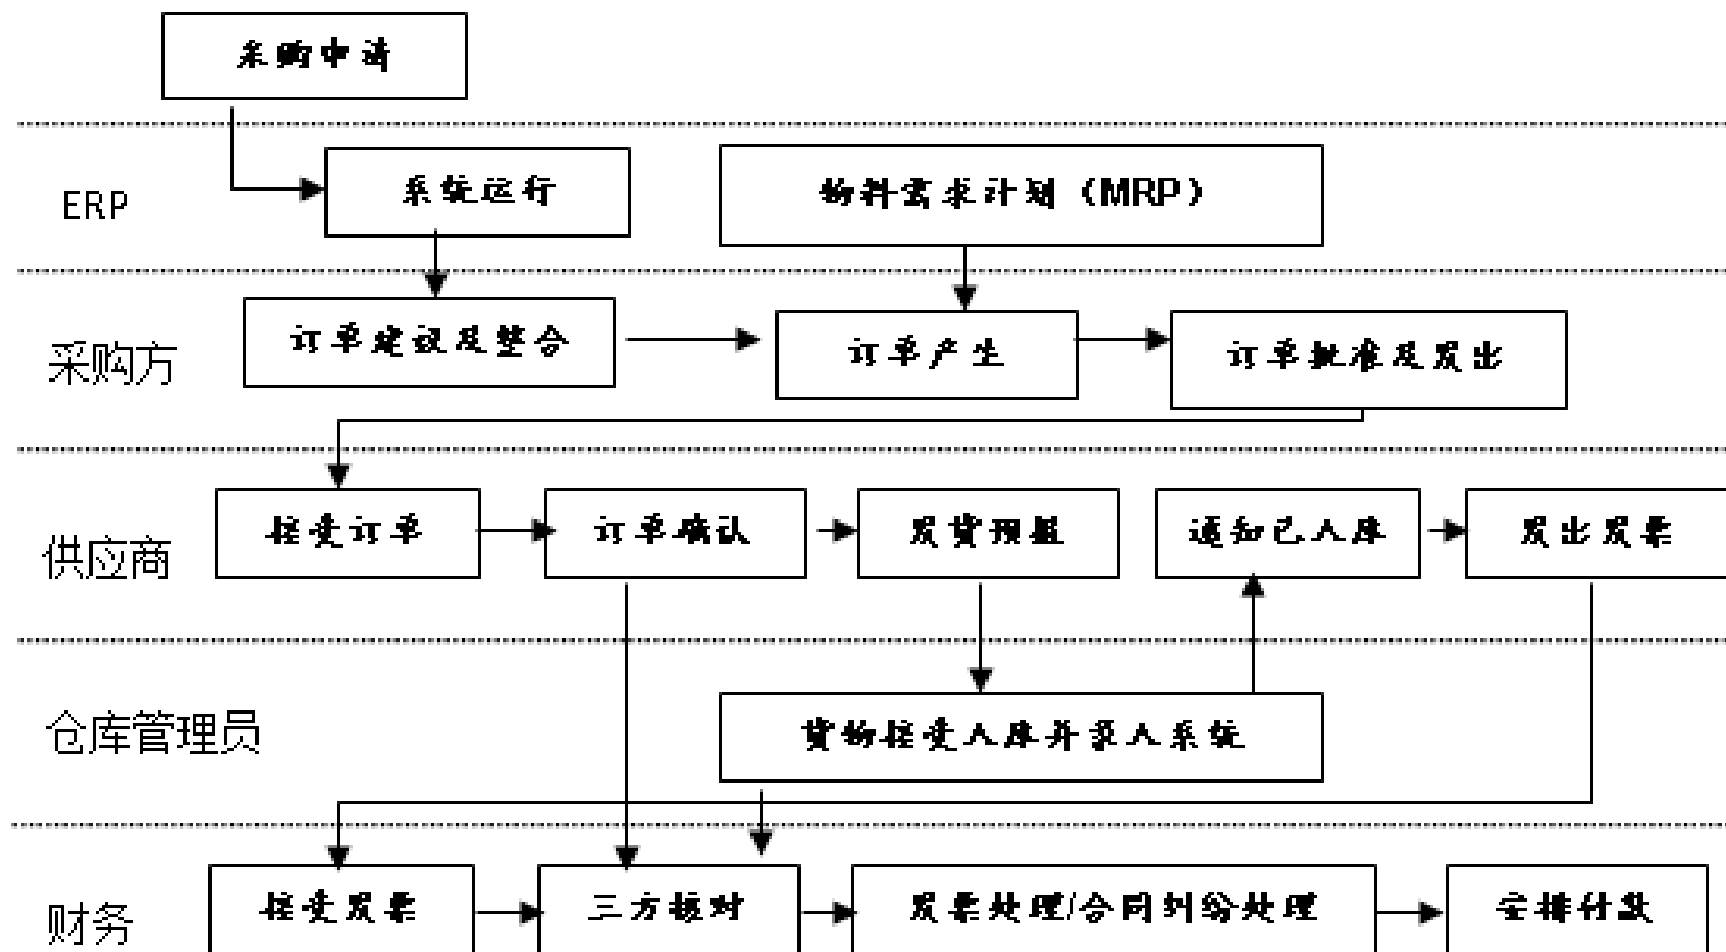 采购申请
ERP
系统运行
物料需求计划（MRP）
采购方
订单建议及整合
订单产生
订单批准及发出
供应商
接受订单
订单确认
发货预报
通知已入库
发出发票
仓库管理员
货物接受入库并录入系统
财务
接受发票
三方核对
发票处理/合同纠纷处理
安排付款